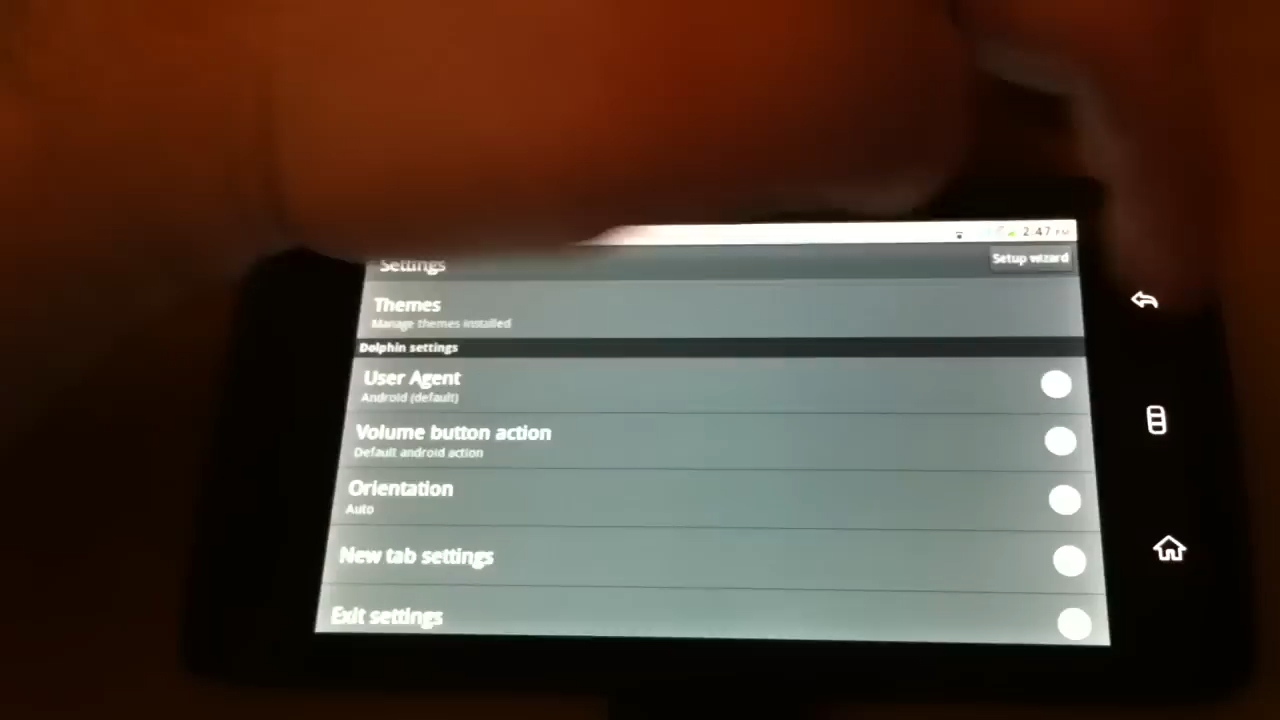 2:47 PM
Settings
Setup wizard
Themes
Manage themes installed
Dolphin settings
User Agent
Android (default)
Volume button action
Default android action
Orientation
Auto
New tab settings
Exit settings